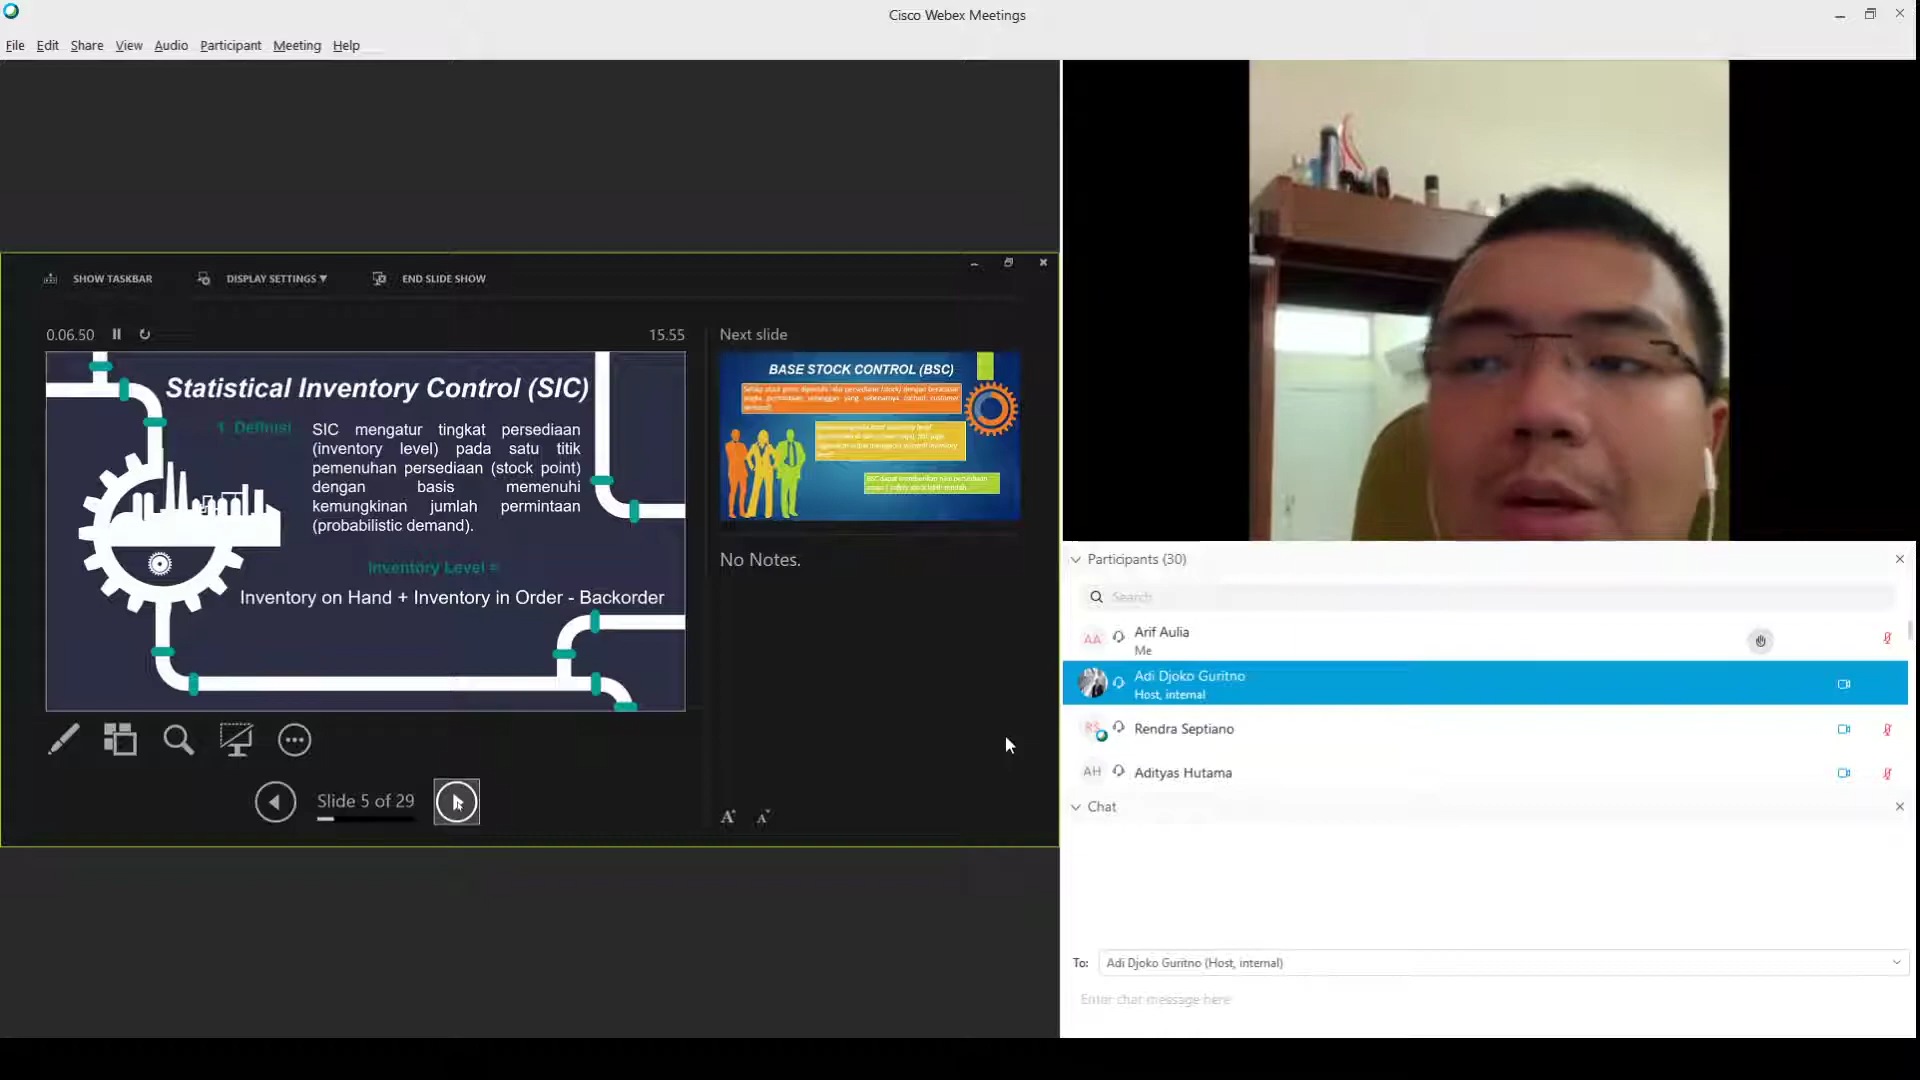 Cisco Webex Meetings
File Edit Share View Audio Participant Meeting Help
SHOW TASKBAR DISPLAY SETTINGS ▾ END SLIDE SHOW
0.06.50
15.55
Statistical Inventory Control (SIC)
1. Definisi
SIC mengatur tingkat persediaan
(inventory level) pada satu titik
pemenuhan persediaan (stock point)
dengan basis memenuhi
kemungkinan jumlah permintaan
(probabilistic demand).
Inventory Level =
Inventory on Hand + Inventory in Order - Backorder
Slide 5 of 29
Next slide
BASE STOCK CONTROL (BSC)
No Notes.
A A
Participants (30)
Search
AA Arif Aulia
Me
Adi Djoko Guritno
Host, internal
RS Rendra Septiano
AH Adityas Hutama
Chat
To: Adi Djoko Guritno (Host, internal)
Enter chat message here